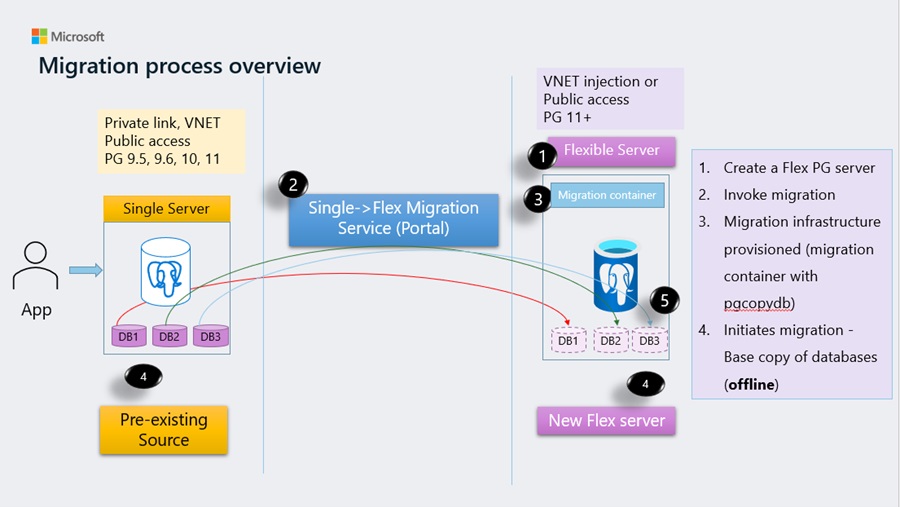 Microsoft
Migration process overview
Private link, VNET
Public access
PG 9.5, 9.6, 10, 11
Single Server
App
DB1
DB2
DB3
4
Pre-existing
Source
2
Single->Flex Migration
Service (Portal)
VNET injection or
Public access
PG 11+
1
Flexible Server
3
Migration container
5
DB1
DB2
DB3
4
New Flex server
1. Create a Flex PG server
2. Invoke migration
3. Migration infrastructure
provisioned (migration
container with
pgcopydb)
4. Initiates migration -
Base copy of databases
(offline)